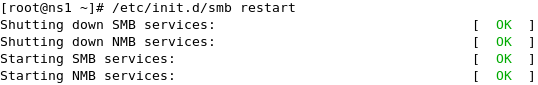 [root@ns1 ~]# /etc/init.d/smb restart
Shutting down SMB services:                                [  OK  ]
Shutting down NMB services:                                [  OK  ]
Starting SMB services:                                     [  OK  ]
Starting NMB services:                                     [  OK  ]